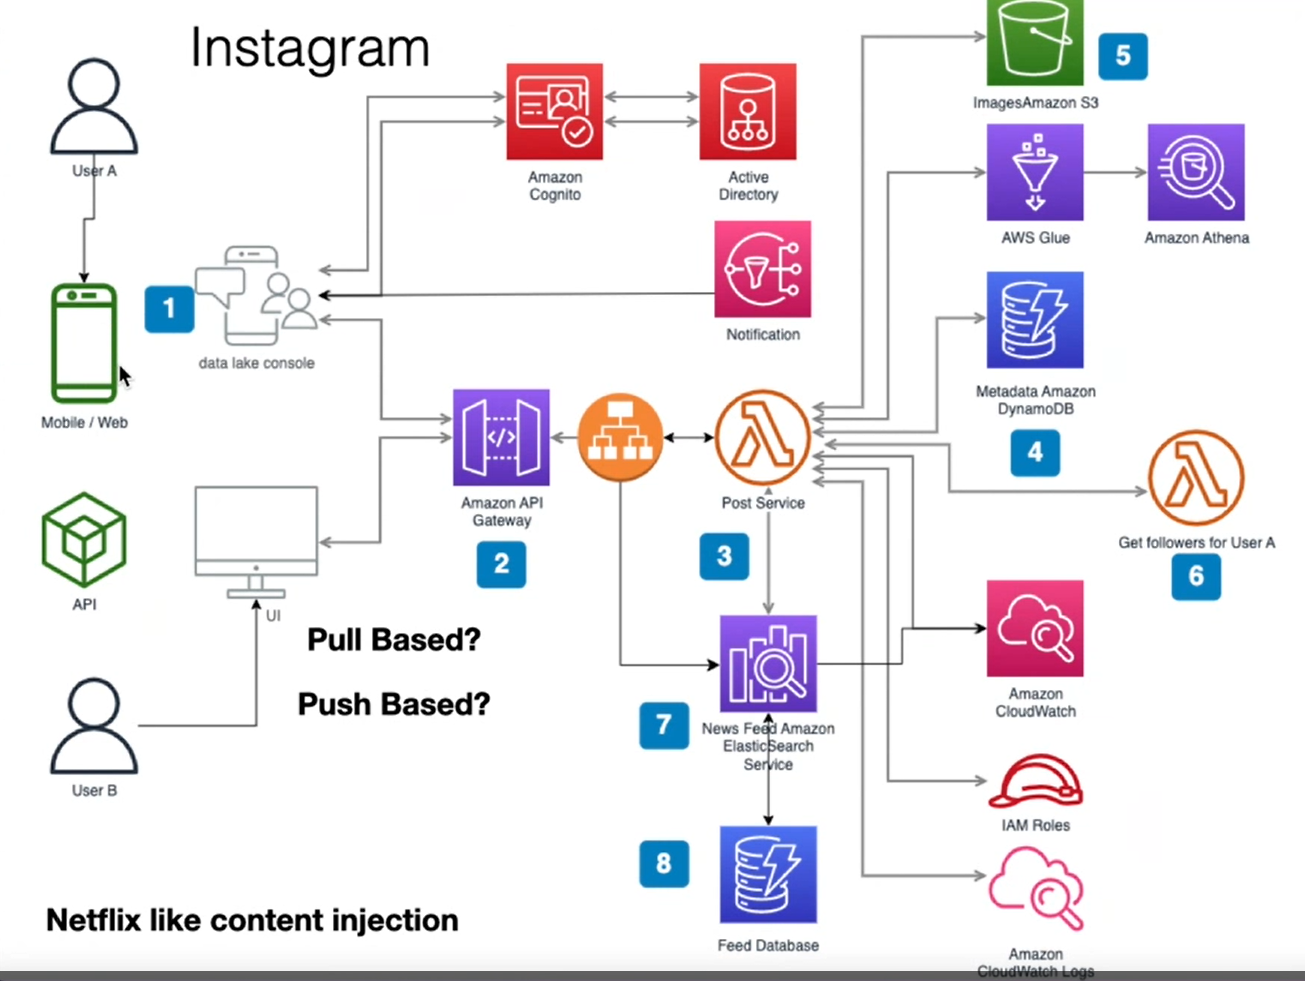 Instagram
User A
Mobile / Web
1
data lake console
API
UI
User B
Amazon
Cognito
Active
Directory
Notification
Amazon API
Gateway
2
Post Service
3
Pull Based?
Push Based?
7
News Feed Amazon
ElasticSearch
Service
8
Feed Database
Netflix like content injection
5
ImagesAmazon S3
AWS Glue
Amazon Athena
Metadata Amazon
DynamoDB
4
Get followers for User A
6
Amazon
CloudWatch
IAM Roles
Amazon
CloudWatch Logs